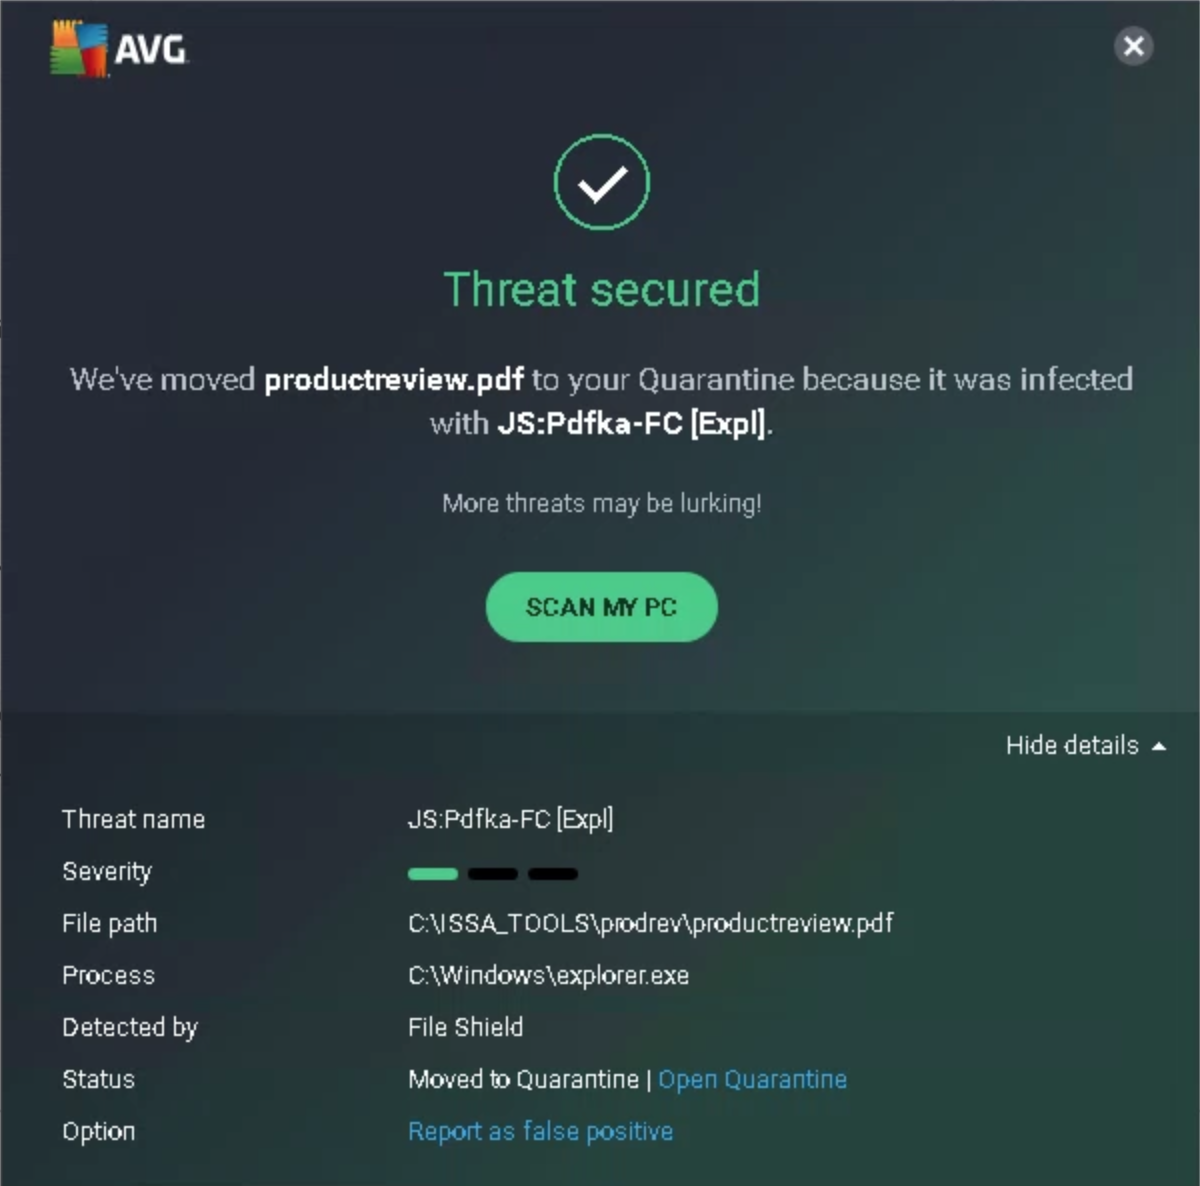 AVG
Threat secured
We've moved productreview.pdf to your Quarantine because it was infected
with JS:Pdfka-FC [Expl].
More threats may be lurking!
SCAN MY PC
Hide details
Threat name JS:Pdfka-FC [Expl]
Severity
File path C:\ISSA_TOOLS\prodrev\productreview.pdf
Process C:\Windows\explorer.exe
Detected by File Shield
Status Moved to Quarantine | Open Quarantine
Option Report as false positive